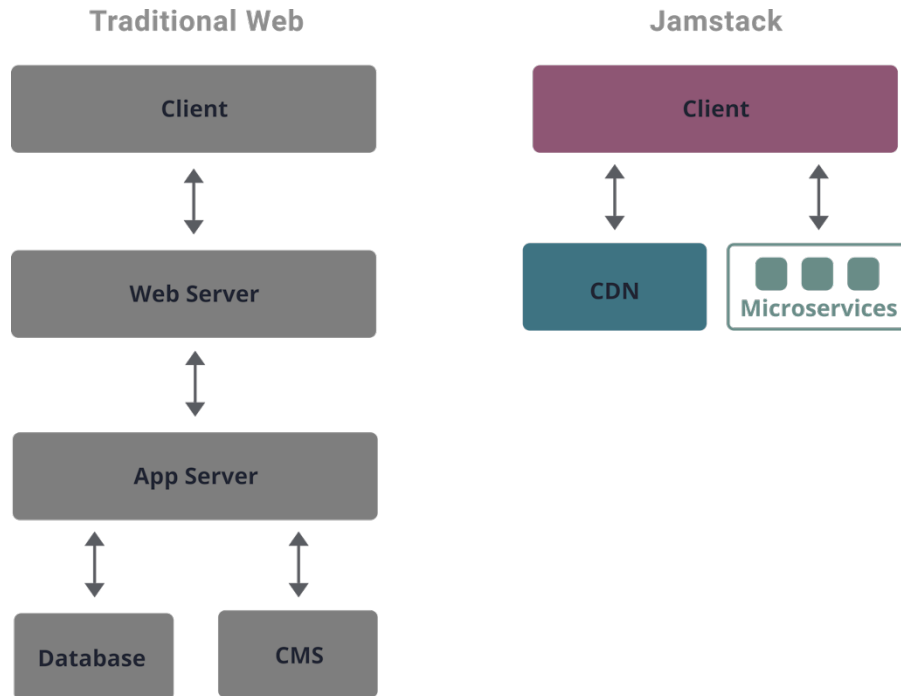 Traditional Web
Client
Web Server
App Server
Database
CMS
Jamstack
Client
CDN
Microservices